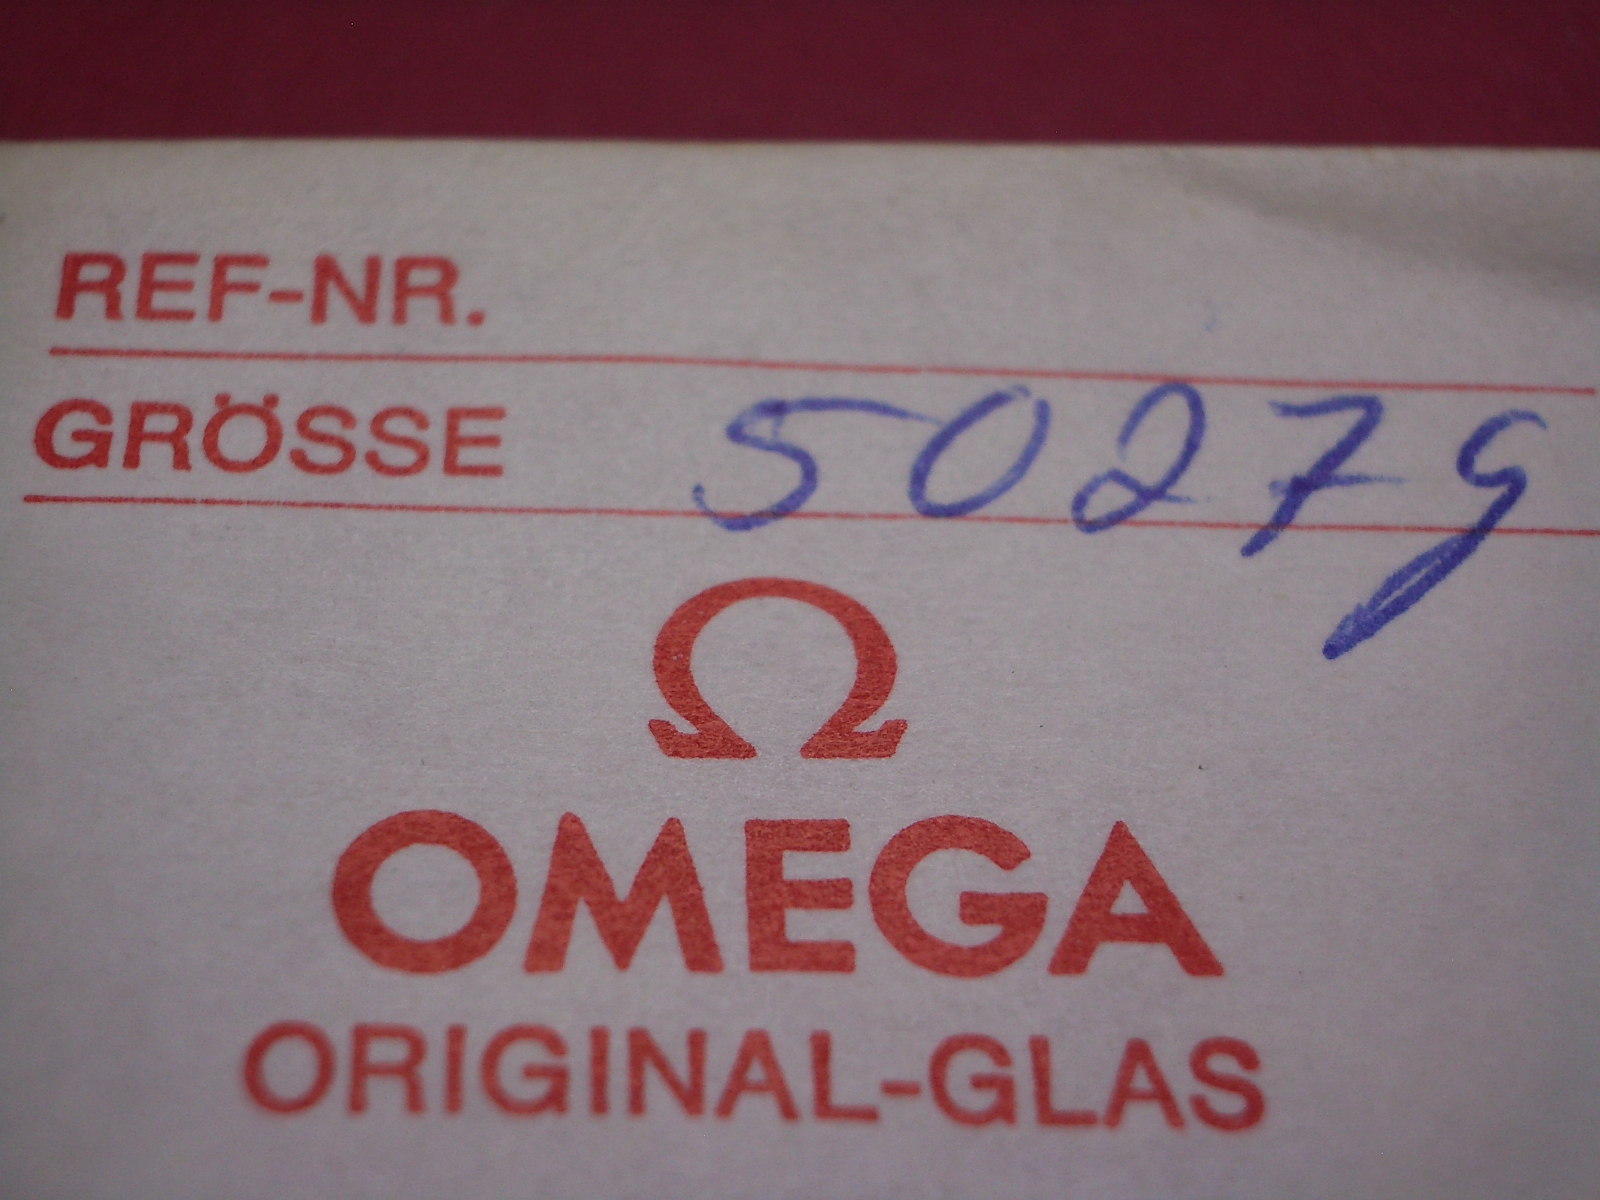 REF-NR.
GRÖSSE 50279
Ω
OMEGA
ORIGINAL-GLAS